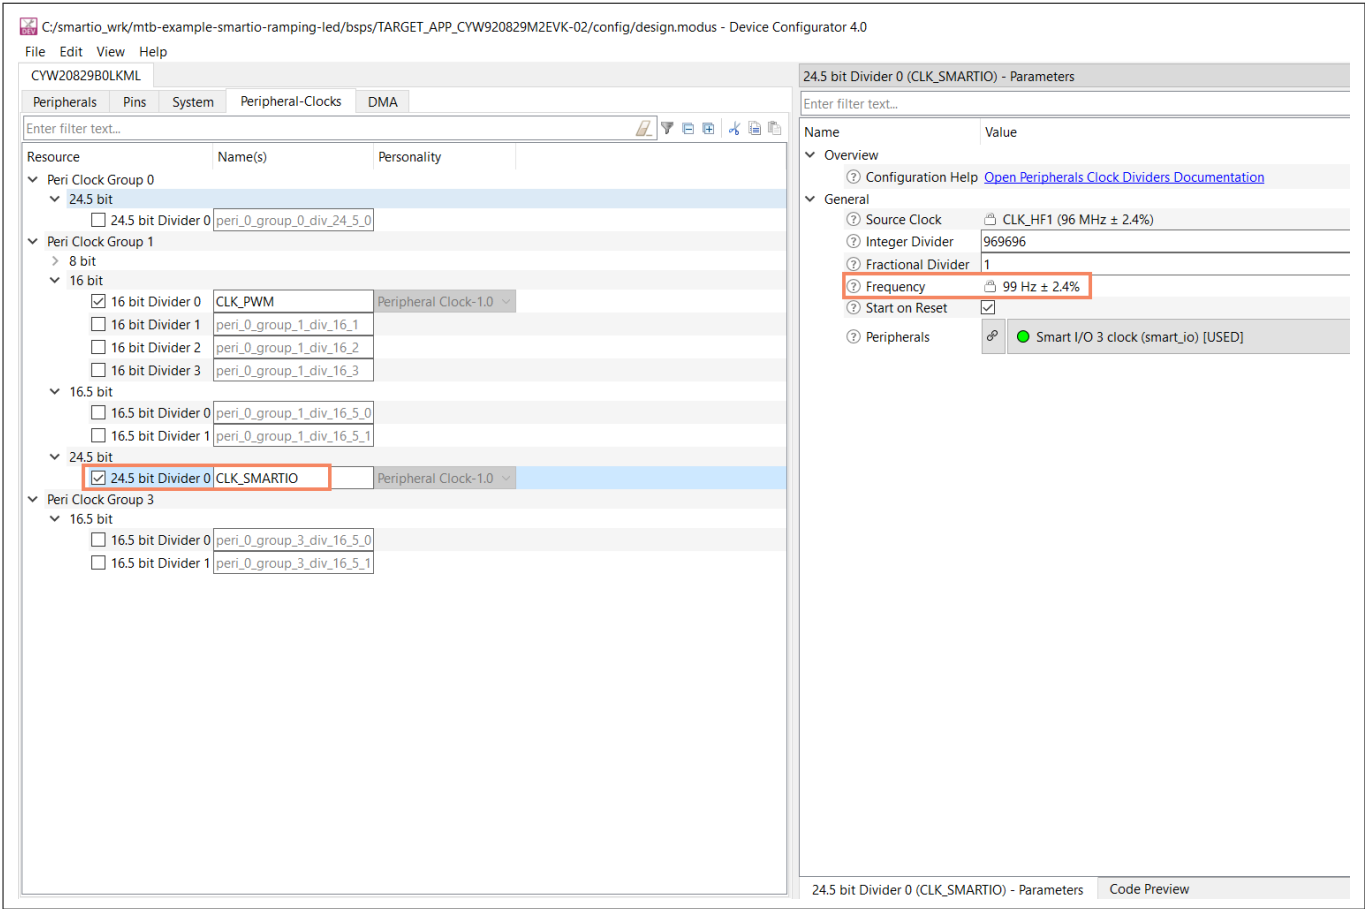 C:/smartio_wrk/mtb-example-smartio-ramping-led/bsps/TARGET_APP_CYW920829M2EVK-02/config/design.modus - Device Configurator 4.0
File Edit View Help
CYW20829B0LKML
Peripherals Pins System Peripheral-Clocks DMA
Enter filter text...
Resource Name(s) Personality
Peri Clock Group 0
24.5 bit
24.5 bit Divider 0 peri_0_group_0_div_24_5_0
Peri Clock Group 1
8 bit
16 bit
16 bit Divider 0 CLK_PWM Peripheral Clock-1.0
16 bit Divider 1 peri_0_group_1_div_16_1
16 bit Divider 2 peri_0_group_1_div_16_2
16 bit Divider 3 peri_0_group_1_div_16_3
16.5 bit
16.5 bit Divider 0 peri_0_group_1_div_16_5_0
16.5 bit Divider 1 peri_0_group_1_div_16_5_1
24.5 bit
24.5 bit Divider 0 CLK_SMARTIO Peripheral Clock-1.0
Peri Clock Group 3
16.5 bit
16.5 bit Divider 0 peri_0_group_3_div_16_5_0
16.5 bit Divider 1 peri_0_group_3_div_16_5_1
24.5 bit Divider 0 (CLK_SMARTIO) - Parameters
Enter filter text...
Name Value
Overview
Configuration Help Open Peripherals Clock Dividers Documentation
General
Source Clock CLK_HF1 (96 MHz ± 2.4%)
Integer Divider 969696
Fractional Divider 1
Frequency 99 Hz ± 2.4%
Start on Reset
Peripherals Smart I/O 3 clock (smart_io) [USED]
24.5 bit Divider 0 (CLK_SMARTIO) - Parameters Code Preview